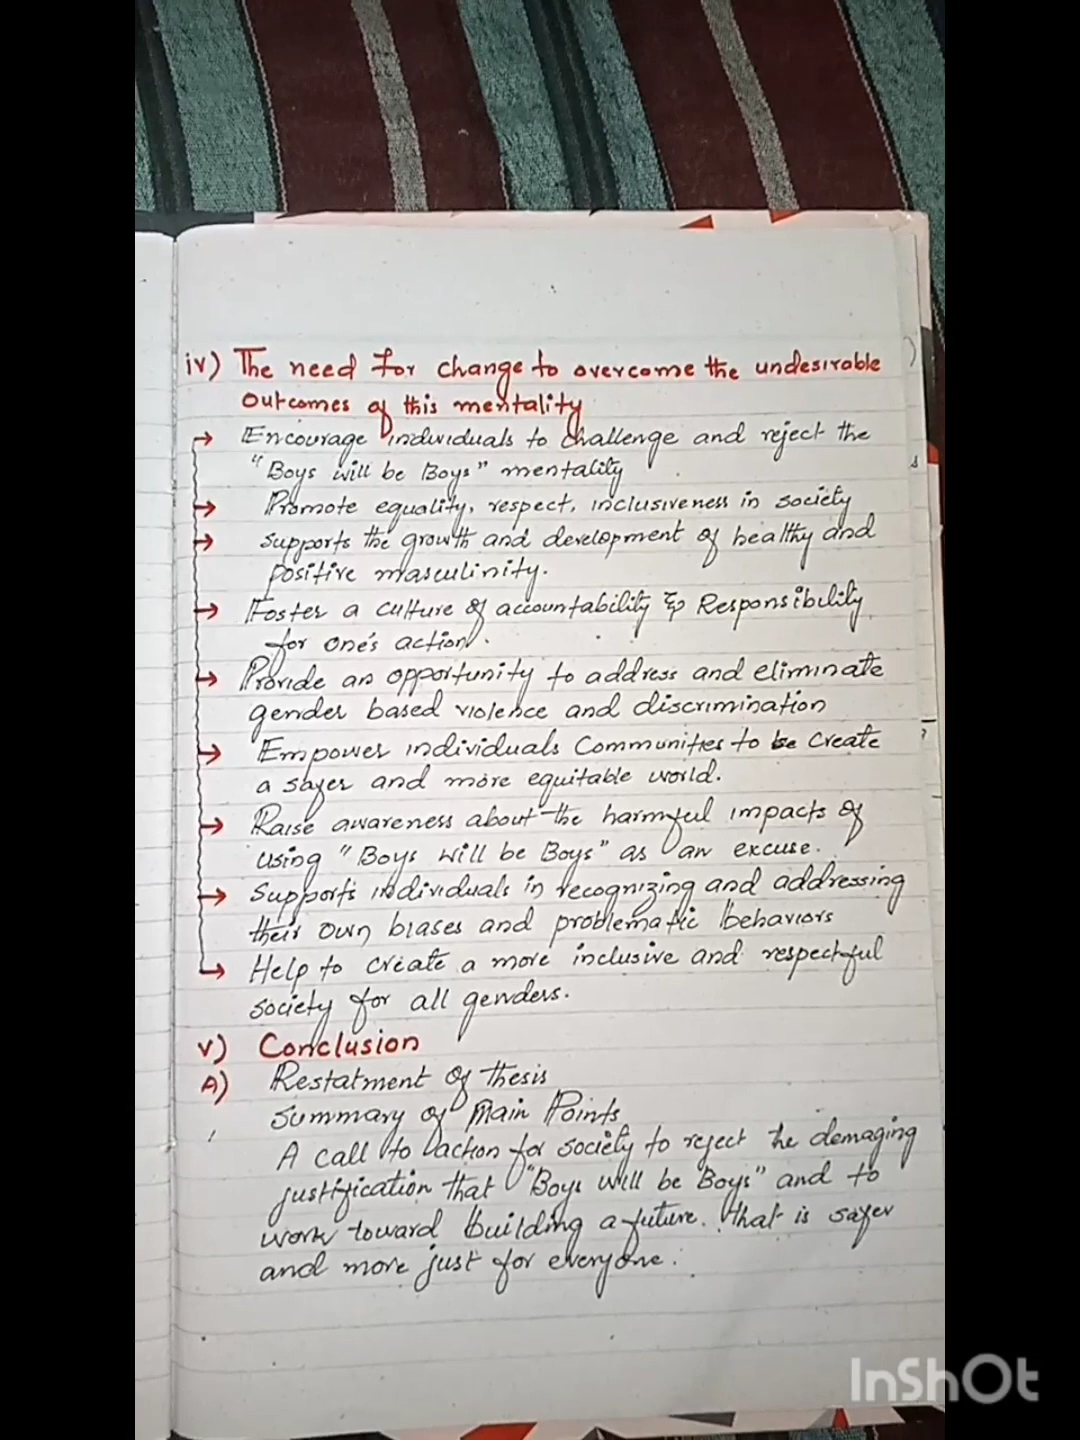 iv) The need for change to overcome the undesirable
outcomes of this mentality
→ Encourage individuals to challenge and reject the
"Boys will be Boys" mentality
→ Promote equality, respect, inclusiveness in society
→ supports the growth and development of healthy and
positive masculinity.
→ Foster a culture of accountability & Responsibility
for one's action.
→ Provide an opportunity to address and eliminate
gender based violence and discrimination
→ Empower individuals Communities to be create
a safer and more equitable world.
→ Raise awareness about the harmful impacts of
using "Boys will be Boys" as an excuse.
→ Supports individuals in recognizing and addressing
their own biases and problematic behaviors
→ Help to create a more inclusive and respectful
society for all genders.
v) Conclusion
A) Restatment of thesis
Summary of Main Points
A call to action for society to reject the demaging
justification that "Boys will be Boys" and to
work toward building a future. that is safer
and more just for everyone.
InShOt